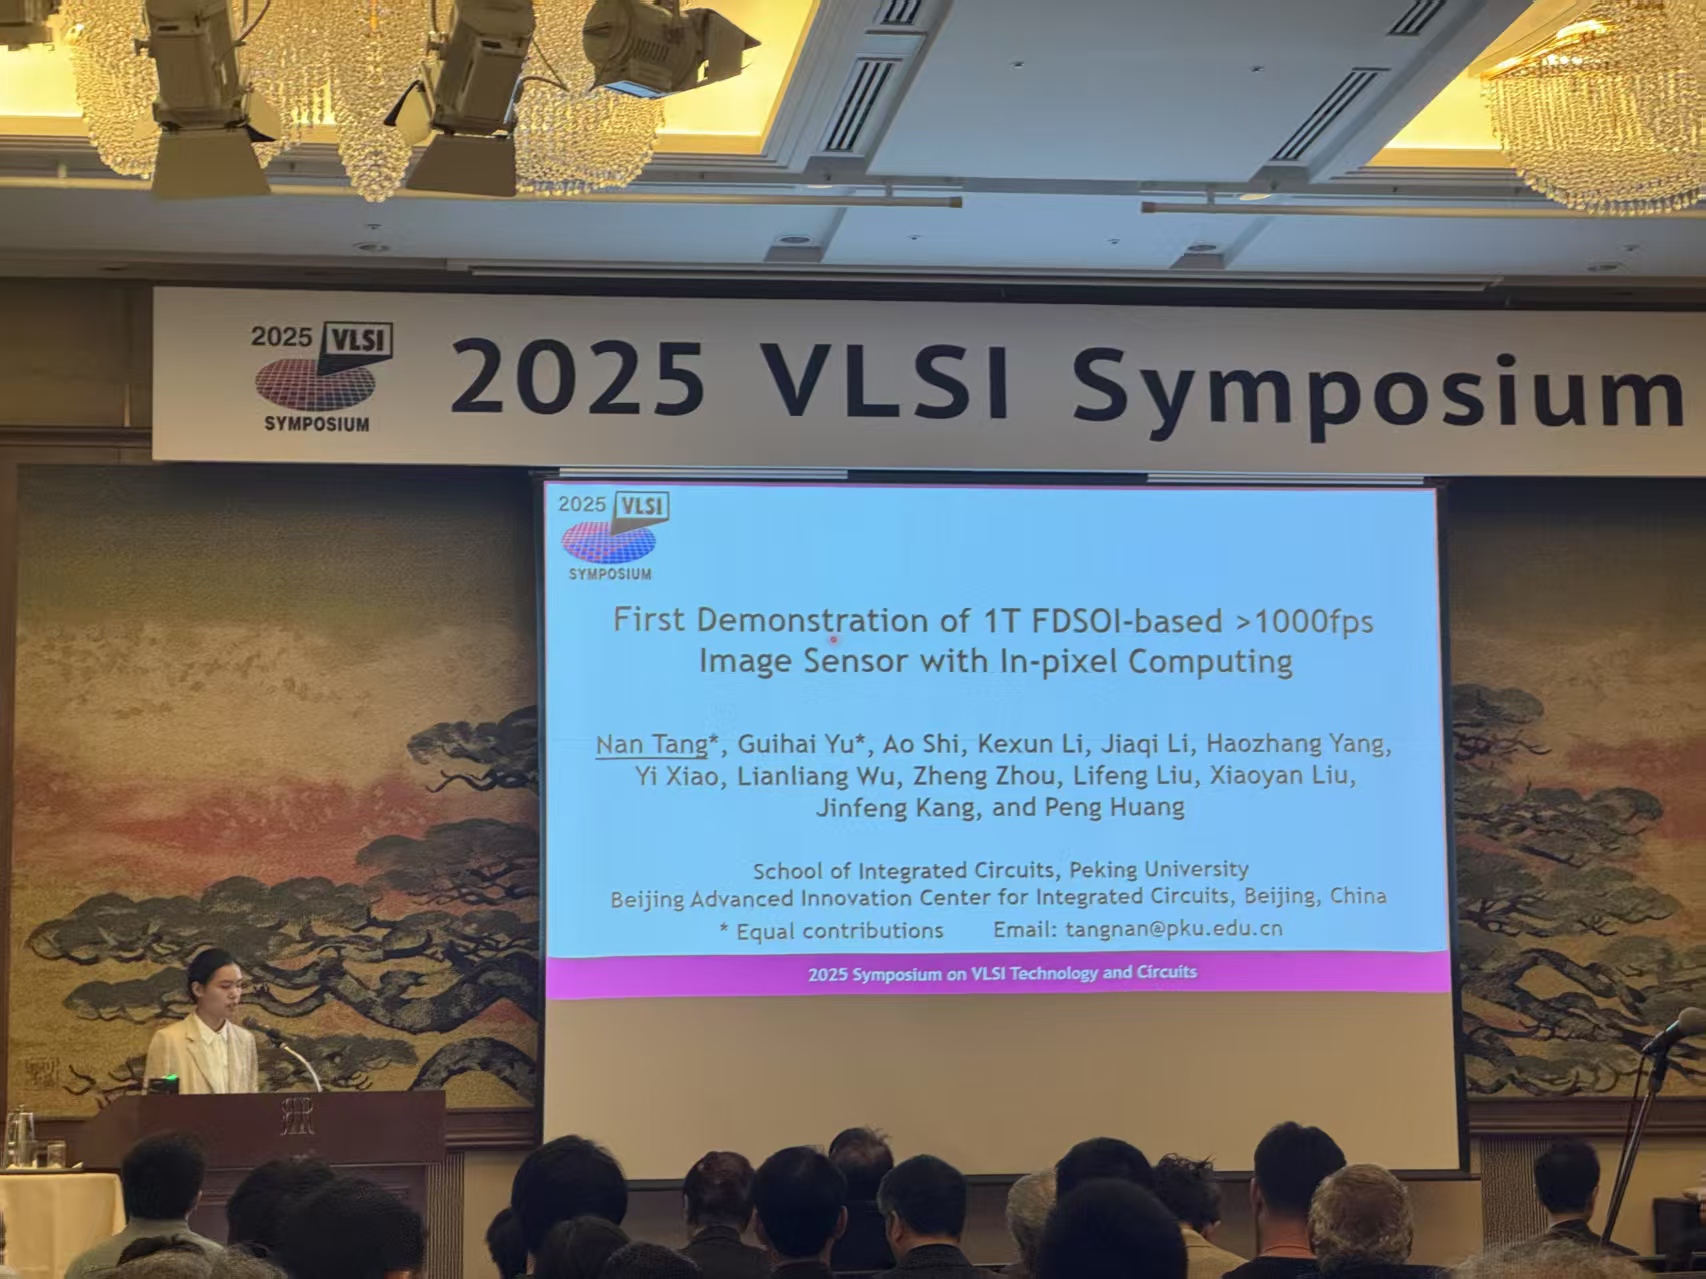 2025 VLSI
SYMPOSIUM
2025 VLSI Symposium
2025 VLSI
SYMPOSIUM
First Demonstration of 1T FDSOI-based >1000fps
Image Sensor with In-pixel Computing
Nan Tang*, Guihai Yu*, Ao Shi, Kexun Li, Jiaqi Li, Haozhang Yang,
Yi Xiao, Lianliang Wu, Zheng Zhou, Lifeng Liu, Xiaoyan Liu,
Jinfeng Kang, and Peng Huang
School of Integrated Circuits, Peking University
Beijing Advanced Innovation Center for Integrated Circuits, Beijing, China
* Equal contributions Email: tangnan@pku.edu.cn
2025 Symposium on VLSI Technology and Circuits